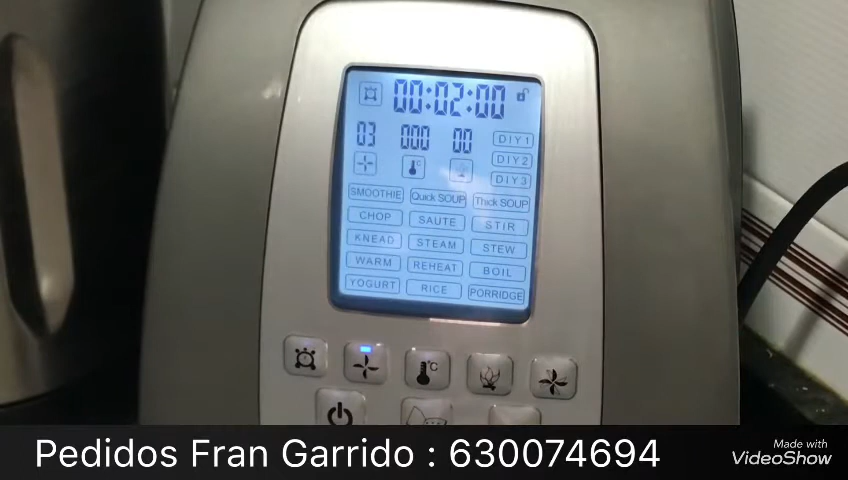 00:02:00
03 000 00 DIY1
°C DIY2
DIY3
SMOOTHIE Quick SOUP Thick SOUP
CHOP SAUTE STIR
KNEAD STEAM STEW
WARM REHEAT BOIL
YOGURT RICE PORRIDGE
°C
Pedidos Fran Garrido : 630074694
Made with
VideoShow